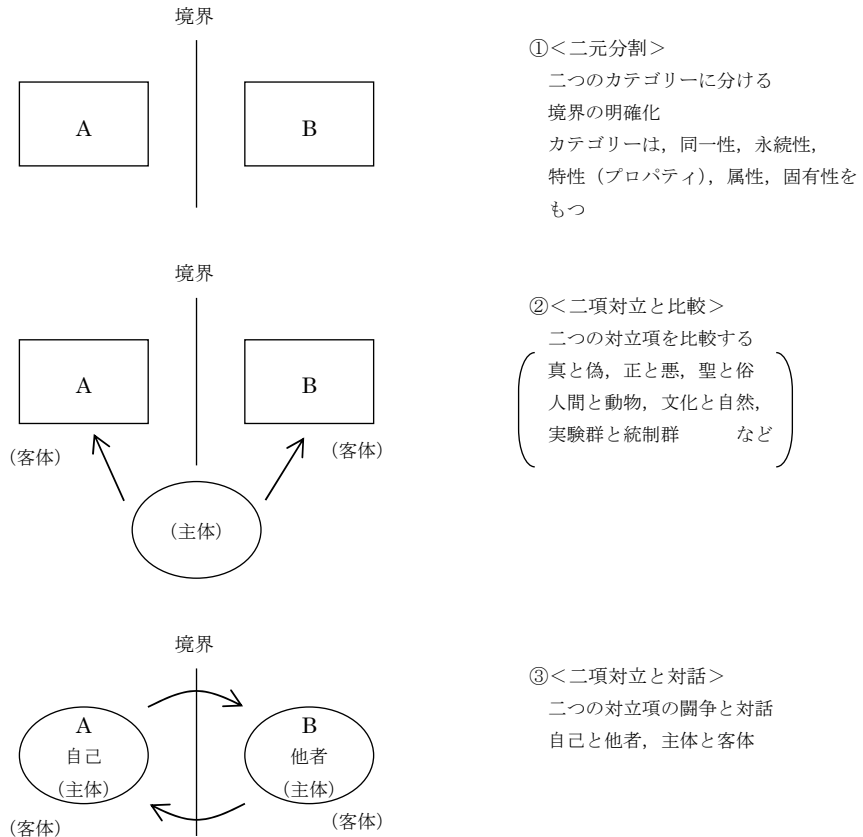 境界
A
B
①＜二元分割＞
二つのカテゴリーに分ける
境界の明確化
カテゴリーは，同一性，永続性，
特性（プロパティ），属性，固有性を
もつ
境界
A
B
（客体）
（客体）
（主体）
②＜二項対立と比較＞
二つの対立項を比較する
真と偽，正と悪，聖と俗
人間と動物，文化と自然，
実験群と統制群　　など
境界
A
自己
（主体）
（客体）
B
他者
（主体）
（客体）
③＜二項対立と対話＞
二つの対立項の闘争と対話
自己と他者，主体と客体